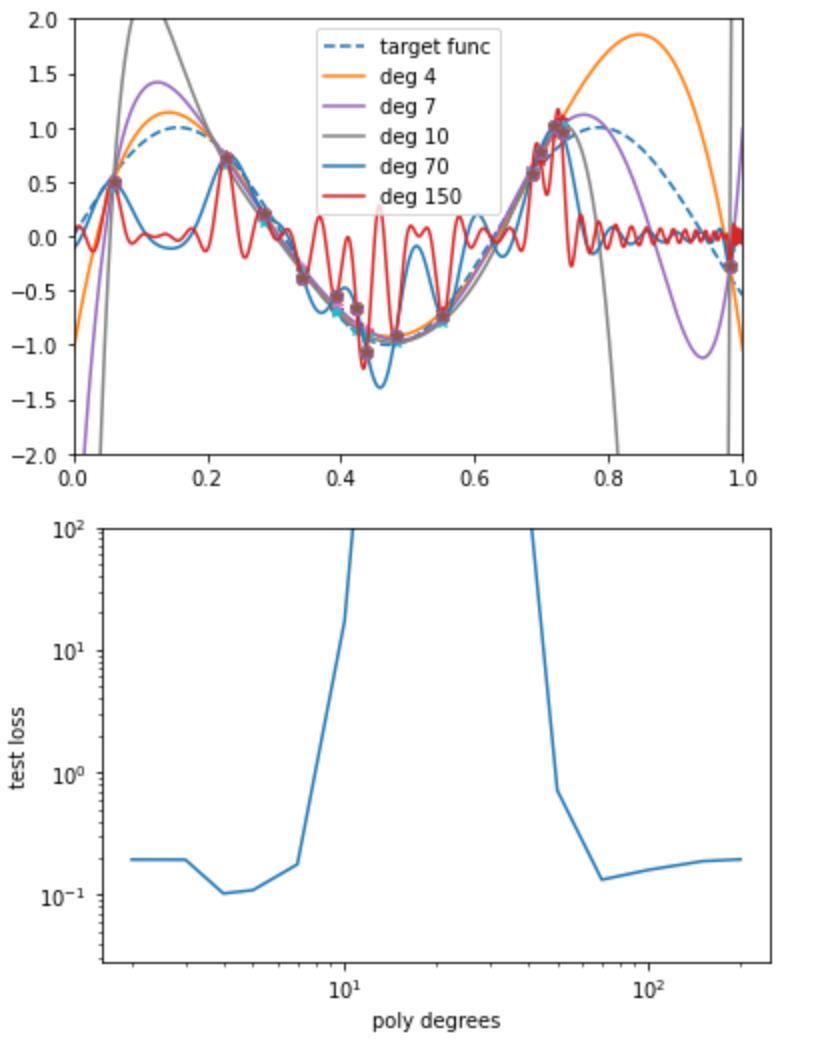 2.0
1.5
1.0
0.5
0.0
−0.5
−1.0
−1.5
−2.0
target func
deg 4
deg 7
deg 10
deg 70
deg 150
0.0 0.2 0.4 0.6 0.8 1.0
10²
10¹
10⁰
10⁻¹
test loss
10¹ 10²
poly degrees